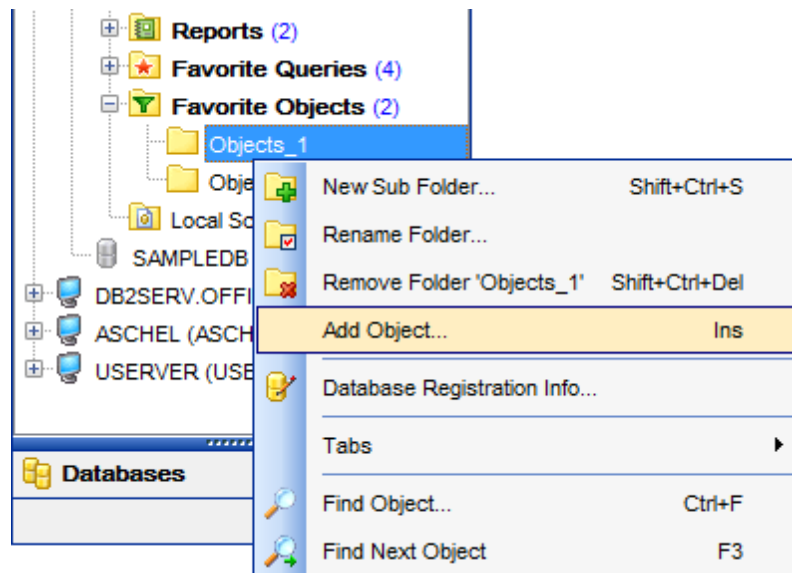 Reports (2)
Favorite Queries (4)
Favorite Objects (2)
Objects_1
Obje
Local Sc
SAMPLEDB
DB2SERV.OFFI
ASCHEL (ASCH
USERVER (USE
Databases
New Sub Folder... Shift+Ctrl+S
Rename Folder...
Remove Folder 'Objects_1' Shift+Ctrl+Del
Add Object... Ins
Database Registration Info...
Tabs
Find Object... Ctrl+F
Find Next Object F3